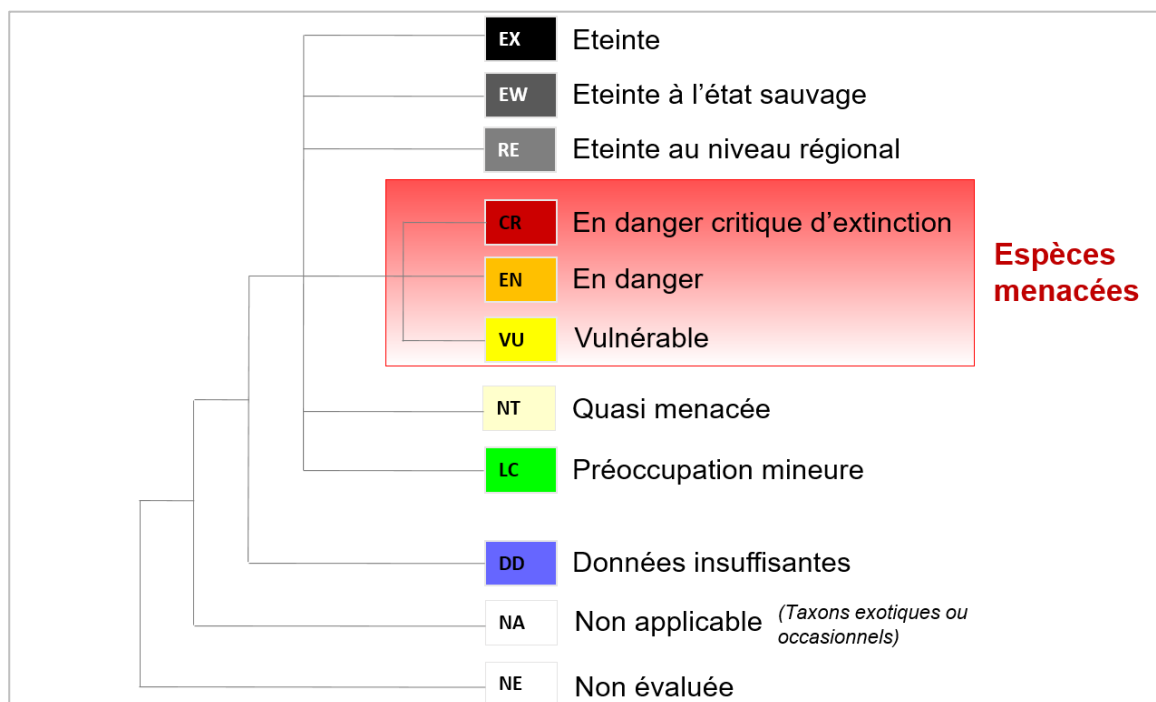 EX Eteinte
EW Eteinte à l’état sauvage
RE Eteinte au niveau régional
CR En danger critique d’extinction
EN En danger
VU Vulnérable
Espèces
menacées
NT Quasi menacée
LC Préoccupation mineure
DD Données insuffisantes
NA Non applicable (Taxons exotiques ou
occasionnels)
NE Non évaluée